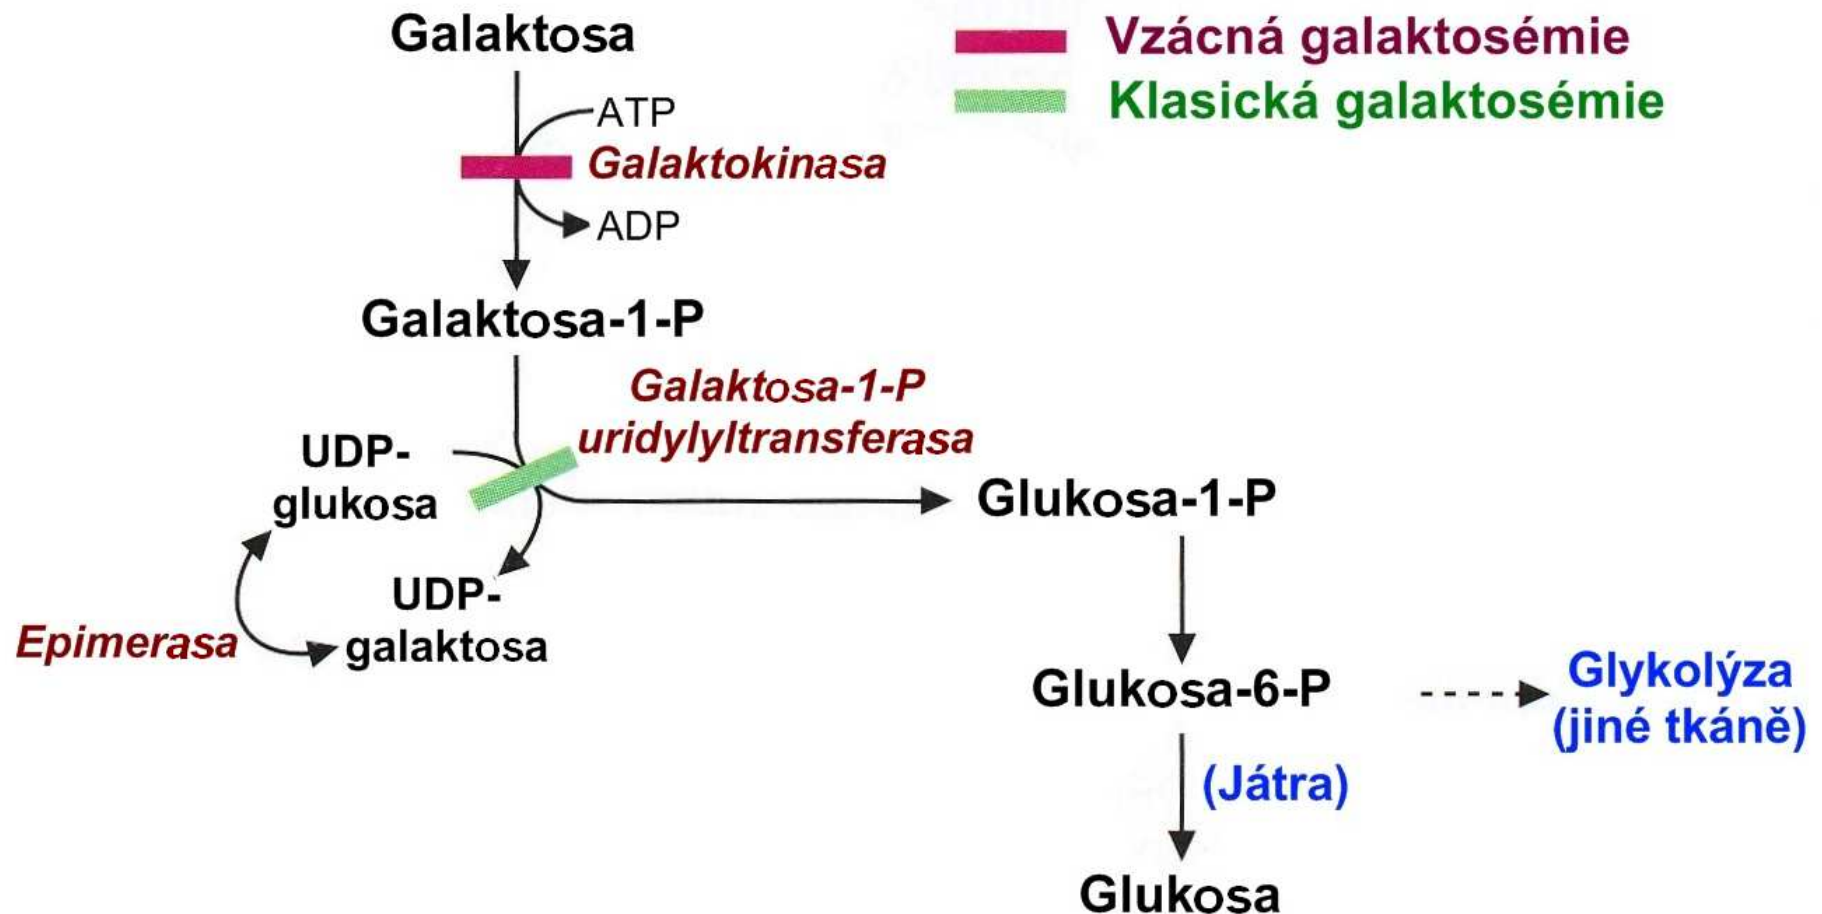 Galaktosa
Vzácná galaktosémie
Klasická galaktosémie
ATP
Galaktokinasa
ADP
Galaktosa-1-P
Galaktosa-1-P
uridylyltransferasa
UDP-
glukosa
Glukosa-1-P
UDP-
galaktosa
Epimerasa
Glukosa-6-P
Glykolýza
(jiné tkáně)
(Játra)
Glukosa